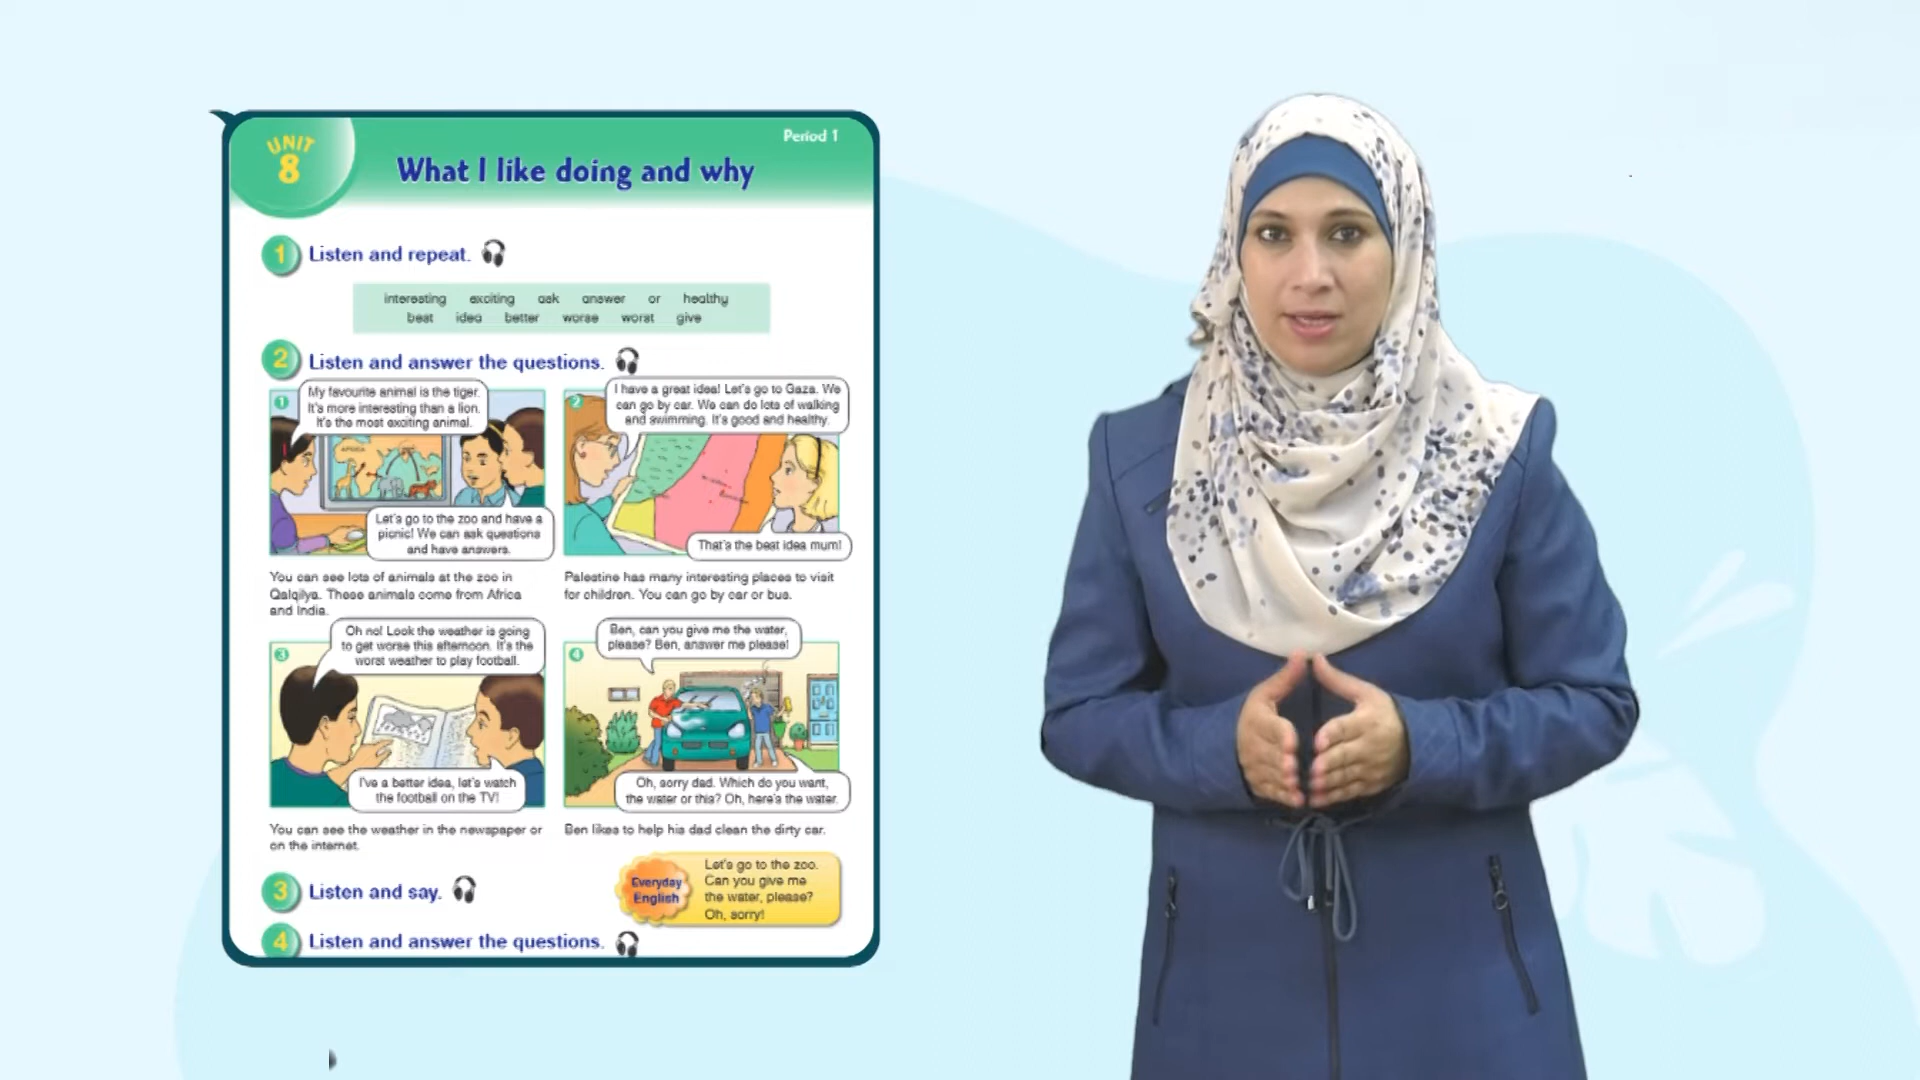 UNIT
8
Period 1
What I like doing and why
1 Listen and repeat.
interesting exciting ask answer or healthy
best idea better worse worst give
2 Listen and answer the questions.
1
My favourite animal is the tiger.
It's more interesting than a lion.
It's the most exciting animal.
AFRICA
Let's go to the zoo and have a
picnic! We can ask questions
and have answers.
You can see lots of animals at the zoo in
Qalqilya. These animals come from Africa
and India.
2
I have a great idea! Let's go to Gaza. We
can go by car. We can do lots of walking
and swimming. It's good and healthy.
That's the best idea mum!
Palestine has many interesting places to visit
for children. You can go by car or bus.
3
Oh no! Look the weather is going
to get worse this afternoon. It's the
worst weather to play football.
I've a better idea, let's watch
the football on the TV!
You can see the weather in the newspaper or
on the internet.
4
Ben, can you give me the water,
please? Ben, answer me please!
Oh, sorry dad. Which do you want,
the water or this? Oh, here's the water.
Ben likes to help his dad clean the dirty car.
3 Listen and say.
Everyday
English
Let's go to the zoo.
Can you give me
the water, please?
Oh, sorry!
4 Listen and answer the questions.